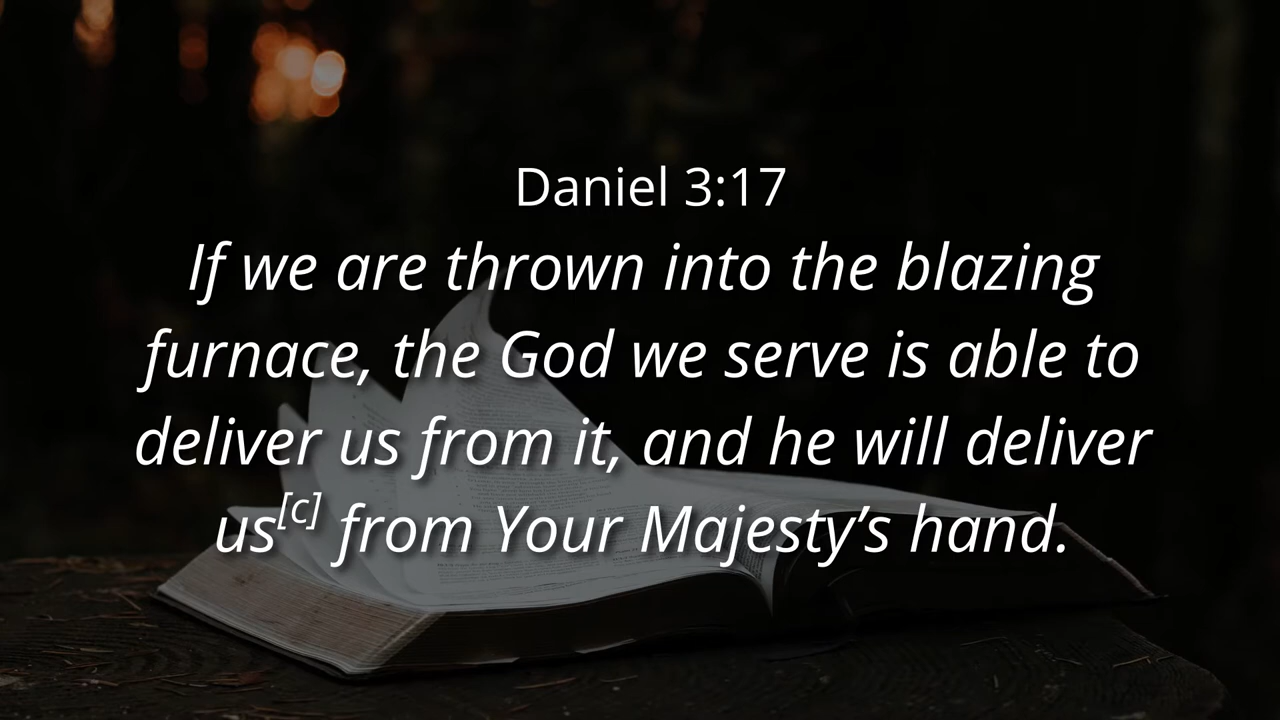 Daniel 3:17
If we are thrown into the blazing
furnace, the God we serve is able to
deliver us from it, and he will deliver
us[c] from Your Majesty’s hand.